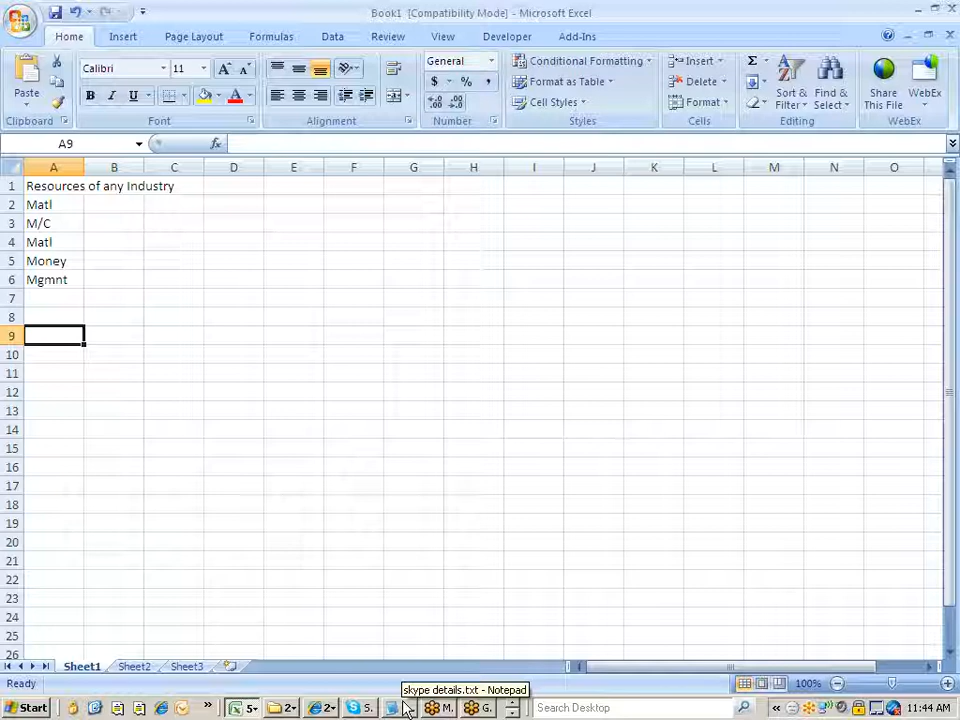 Book1 [Compatibility Mode] - Microsoft Excel
Home Insert Page Layout Formulas Data Review View Developer Add-Ins
Paste
Clipboard
Calibri 11
B I U
Font
Alignment
General
$ % ,
Number
Conditional Formatting
Format as Table
Cell Styles
Styles
Insert
Delete
Format
Cells
Σ
Sort & Filter
Find & Select
Editing
Share This File
WebEx
WebEx
A9 fx
A B C D E F G H I J K L M N O
1 Resources of any Industry
2 Matl
3 M/C
4 Matl
5 Money
6 Mgmnt
7
8
9
10
11
12
13
14
15
16
17
18
19
20
21
22
23
24
25
26
Sheet1 Sheet2 Sheet3
Ready 100%
skype details.txt - Notepad
Start » 5 2 2 S. M, G. Search Desktop « 11:44 AM